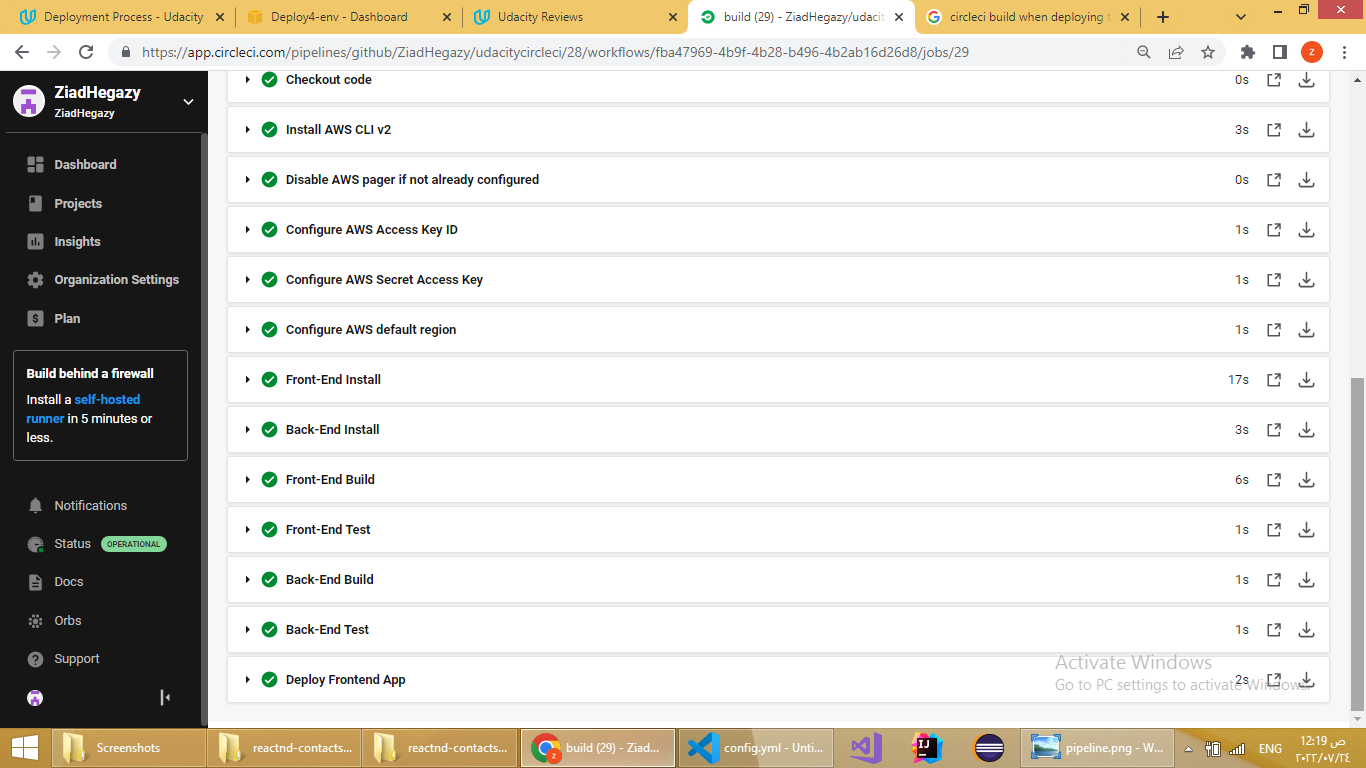 Deployment Process - Udacity
Deploy4-env - Dashboard
Udacity Reviews
build (29) - ZiadHegazy/udacit
circleci build when deploying t
https://app.circleci.com/pipelines/github/ZiadHegazy/udacitycircleci/28/workflows/fba47969-4b9f-4b28-b496-4b2ab16d26d8/jobs/29
z
ZiadHegazy
ZiadHegazy
Dashboard
Projects
Insights
Organization Settings
Plan
Build behind a firewall
Install a self-hosted
runner in 5 minutes or
less.
Notifications
Status OPERATIONAL
Docs
Orbs
Support
Checkout code 0s
Install AWS CLI v2 3s
Disable AWS pager if not already configured 0s
Configure AWS Access Key ID 1s
Configure AWS Secret Access Key 1s
Configure AWS default region 1s
Front-End Install 17s
Back-End Install 3s
Front-End Build 6s
Front-End Test 1s
Back-End Build 1s
Back-End Test 1s
Deploy Frontend App 2s
Activate Windows
Go to PC settings to activate Windows.
Screenshots
reactnd-contacts...
reactnd-contacts...
build (29) - Ziad...
config.yml - Unti...
pipeline.png - W...
ENG
12:19 ص
٢٠٢٢/٠٧/٢٤